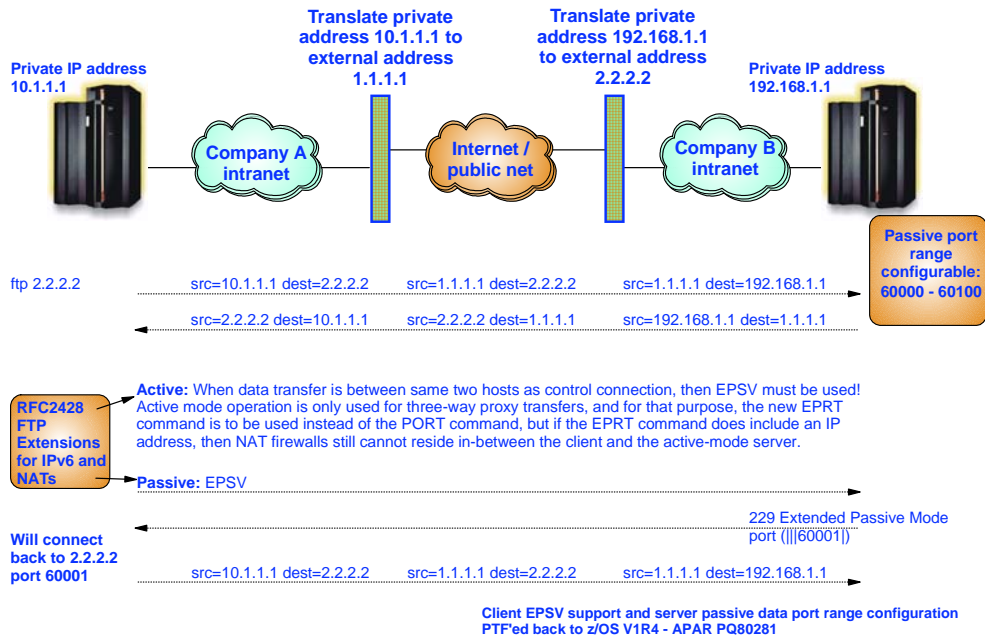 Translate private
address 10.1.1.1 to
external address
1.1.1.1
Translate private
address 192.168.1.1
to external address
2.2.2.2
Private IP address
10.1.1.1
Private IP address
192.168.1.1
Company A
intranet
Internet /
public net
Company B
intranet
Passive port
range
configurable:
60000 - 60100
ftp 2.2.2.2
src=10.1.1.1 dest=2.2.2.2
src=1.1.1.1 dest=2.2.2.2
src=1.1.1.1 dest=192.168.1.1
src=2.2.2.2 dest=10.1.1.1
src=2.2.2.2 dest=1.1.1.1
src=192.168.1.1 dest=1.1.1.1
RFC2428
FTP
Extensions
for IPv6 and
NATs
Active: When data transfer is between same two hosts as control connection, then EPSV must be used!
Active mode operation is only used for three-way proxy transfers, and for that purpose, the new EPRT
command is to be used instead of the PORT command, but if the EPRT command does include an IP
address, then NAT firewalls still cannot reside in-between the client and the active-mode server.
Passive: EPSV
229 Extended Passive Mode
port (|||60001|)
Will connect
back to 2.2.2.2
port 60001
src=10.1.1.1 dest=2.2.2.2
src=1.1.1.1 dest=2.2.2.2
src=1.1.1.1 dest=192.168.1.1
Client EPSV support and server passive data port range configuration
PTF'ed back to z/OS V1R4 - APAR PQ80281